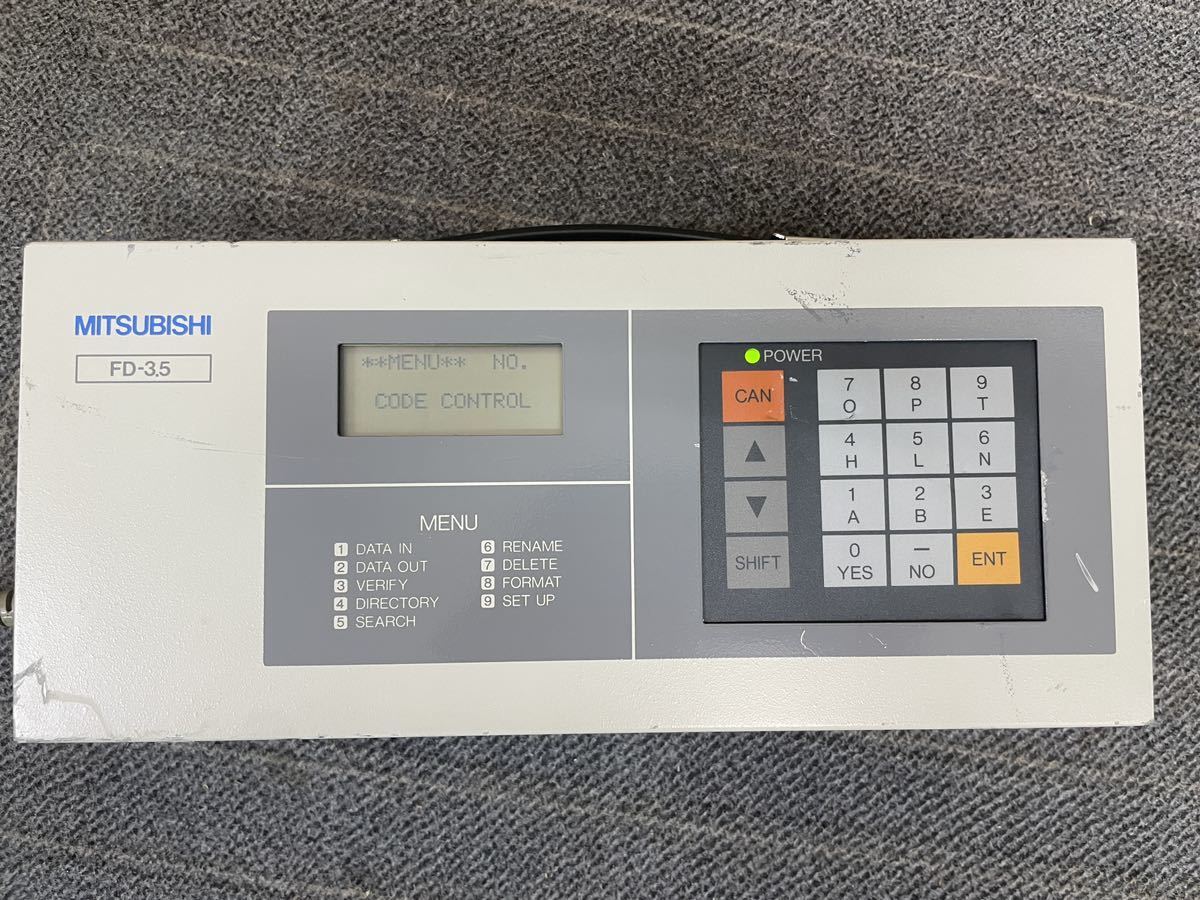 MITSUBISHI
FD-3.5
**MENU** NO.
CODE CONTROL
MENU
1 DATA IN
2 DATA OUT
3 VERIFY
4 DIRECTORY
5 SEARCH
6 RENAME
7 DELETE
8 FORMAT
9 SET UP
POWER
CAN
7 O
8 P
9 T
▲
4 H
5 L
6 N
▼
1 A
2 B
3 E
SHIFT
0 YES
— NO
ENT